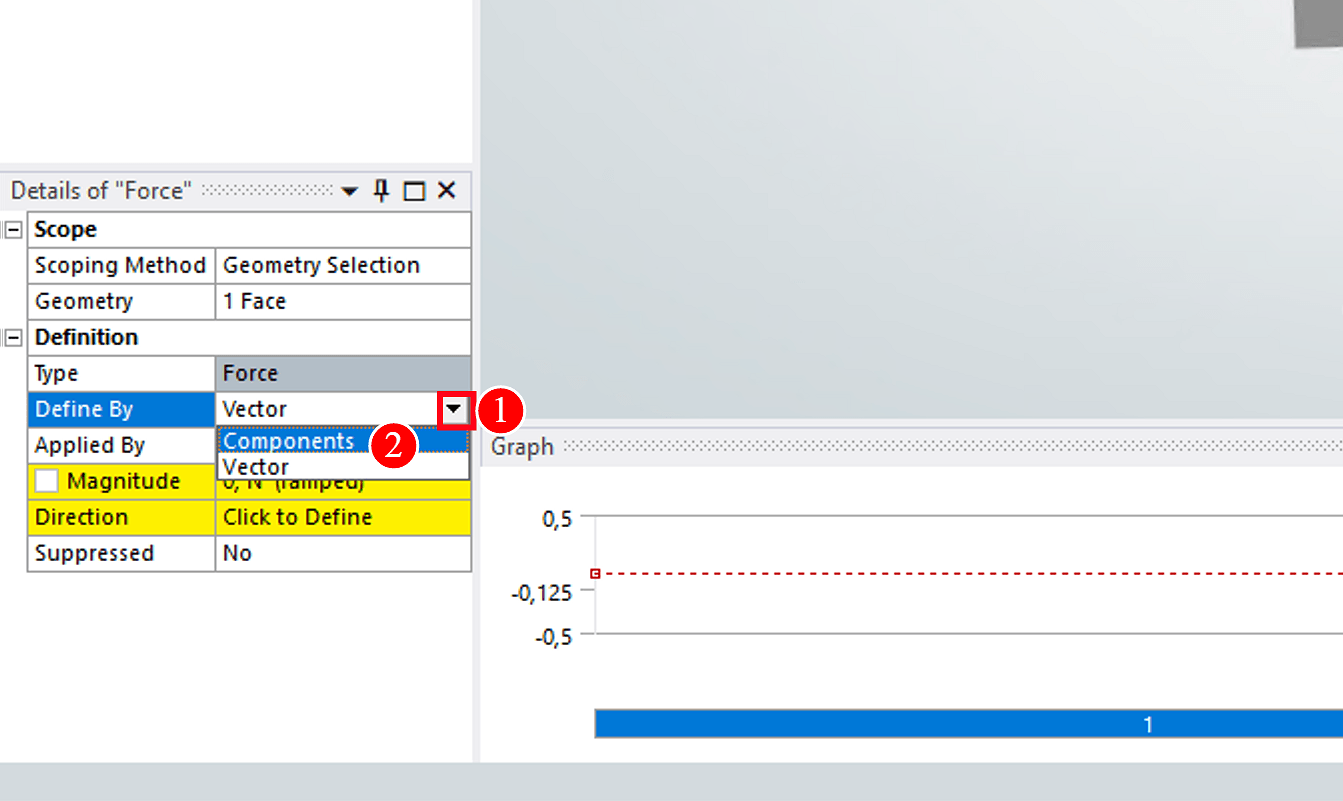 Details of "Force"
Scope
Scoping Method Geometry Selection
Geometry 1 Face
Definition
Type Force
Define By Vector 1
Components 2
Applied By
Vector
Magnitude 0, N (ramped)
Direction Click to Define
Suppressed No
Graph
0,5
-0,125
-0,5
1